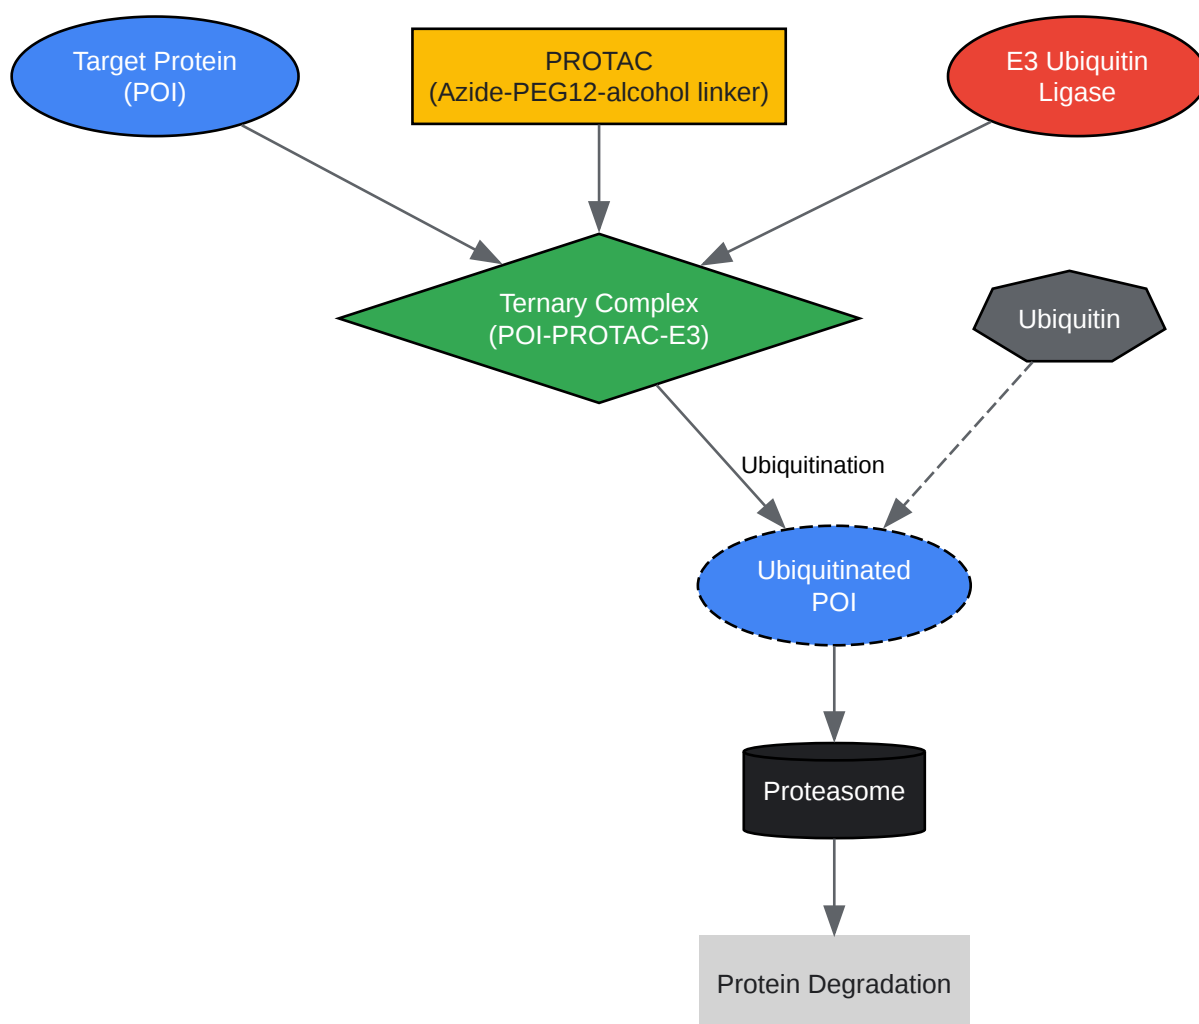 Target Protein
(POI)
PROTAC
(Azide-PEG12-alcohol linker)
E3 Ubiquitin
Ligase
Ternary Complex
(POI-PROTAC-E3)
Ubiquitin
Ubiquitination
Ubiquitinated
POI
Proteasome
Protein Degradation